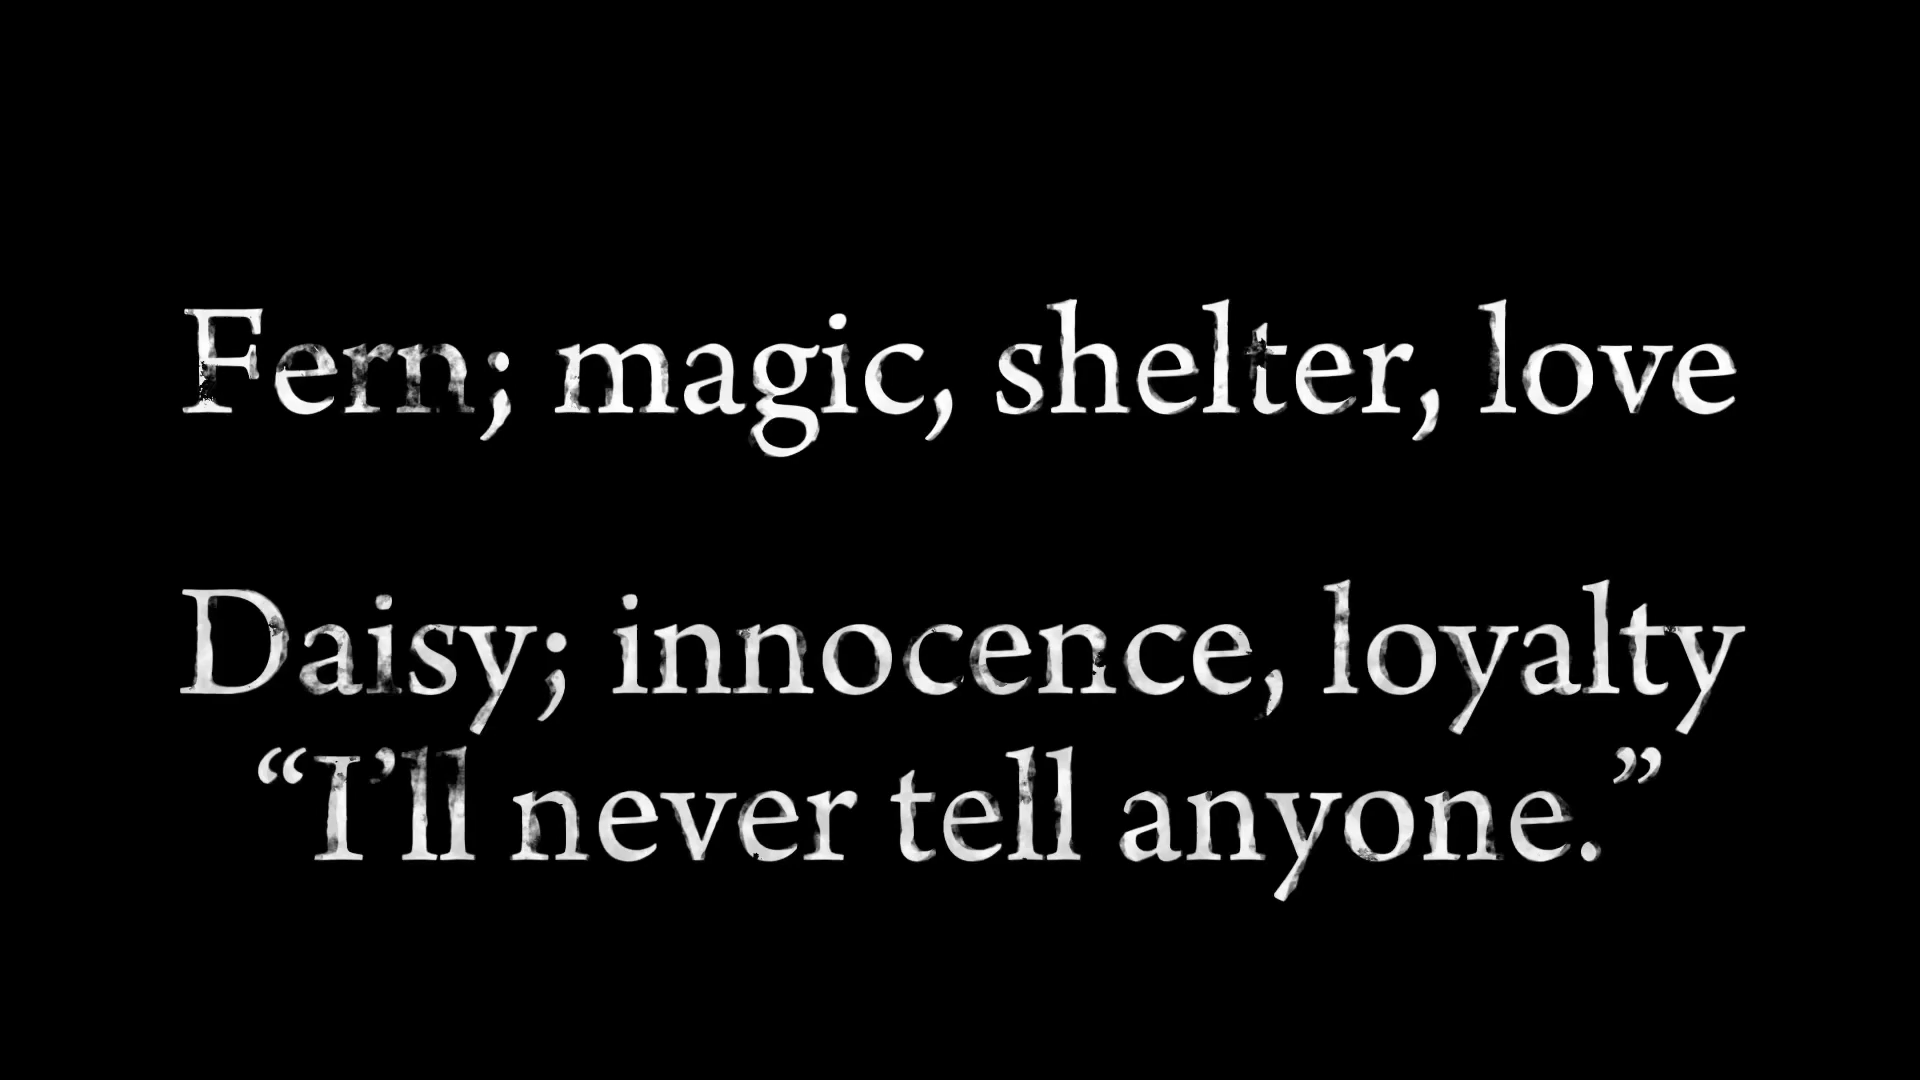 Fern; magic, shelter, love
Daisy; innocence, loyalty
“I’ll never tell anyone.”